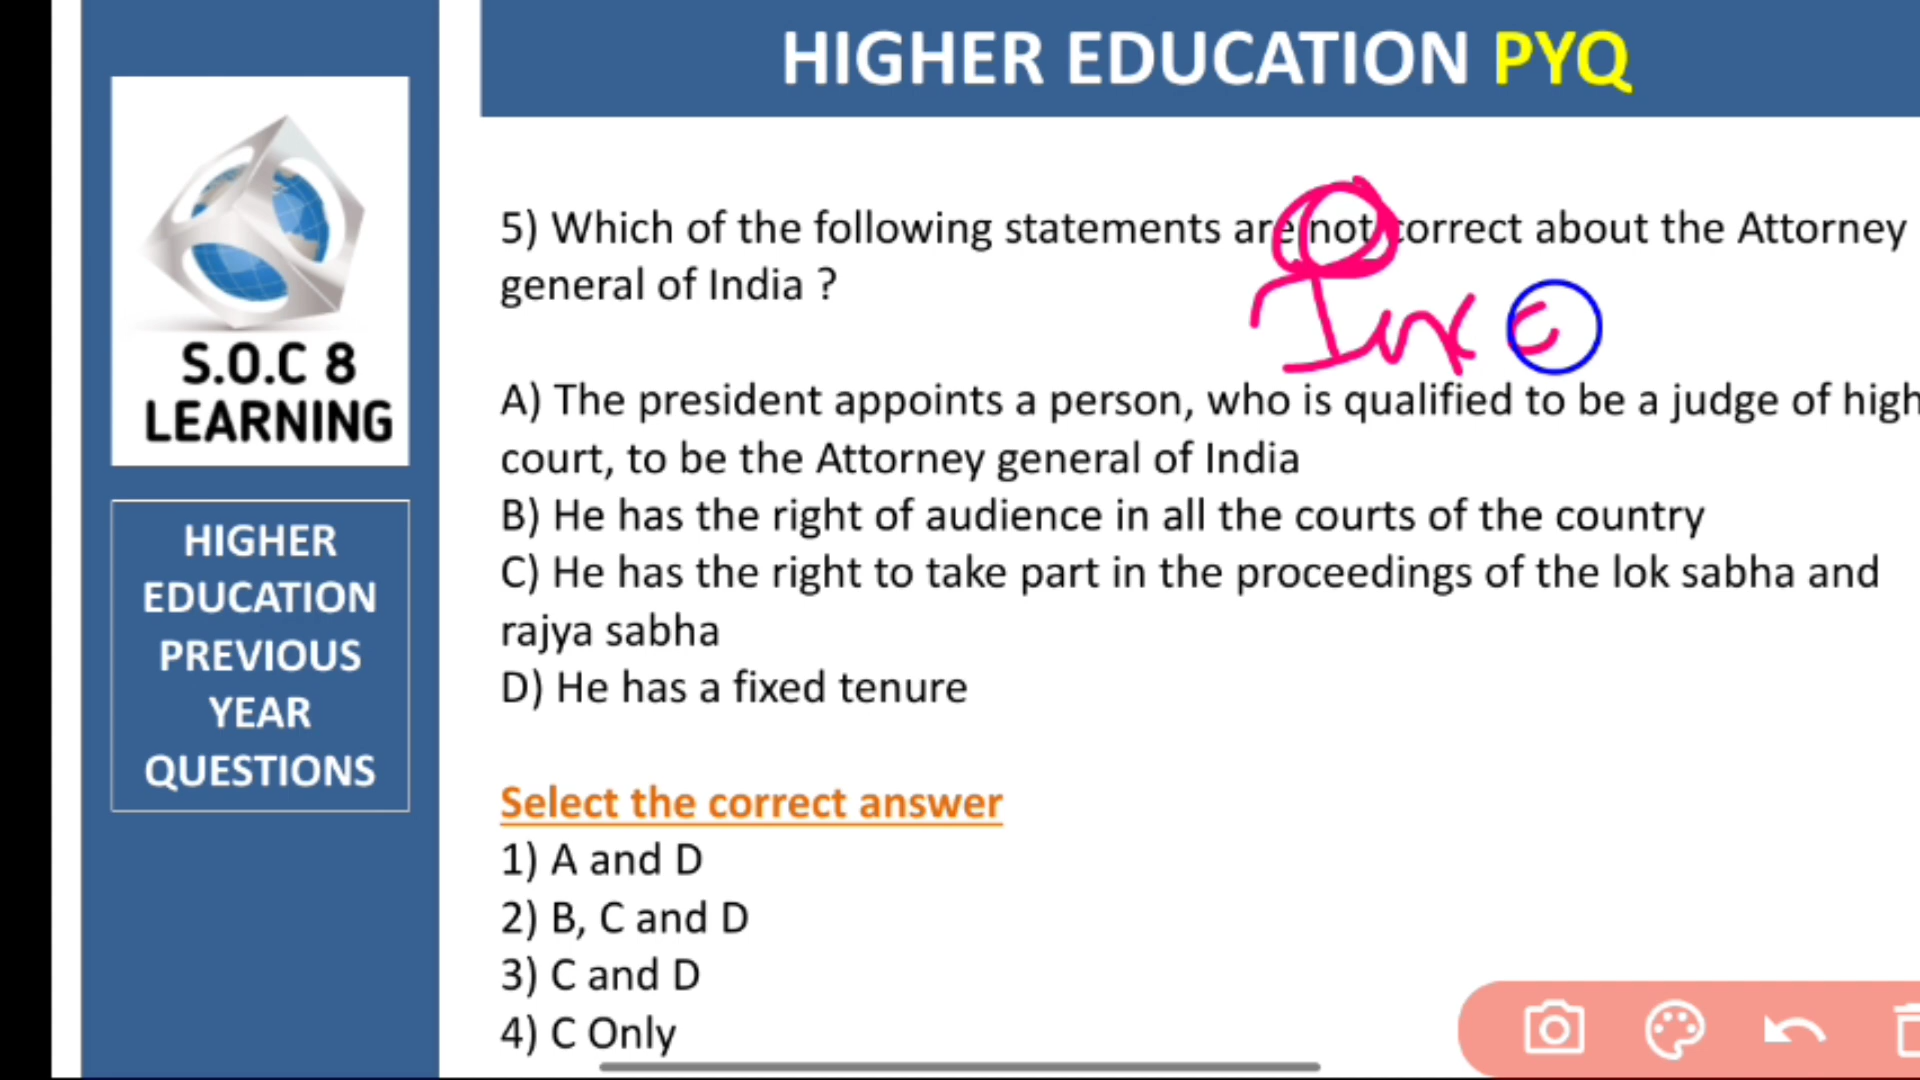 HIGHER EDUCATION PYQ
S.O.C 8
LEARNING
HIGHER
EDUCATION
PREVIOUS
YEAR
QUESTIONS
5) Which of the following statements are not correct about the Attorney
general of India ?
A) The president appoints a person, who is qualified to be a judge of high
court, to be the Attorney general of India
B) He has the right of audience in all the courts of the country
C) He has the right to take part in the proceedings of the lok sabha and
rajya sabha
D) He has a fixed tenure
Select the correct answer
1) A and D
2) B, C and D
3) C and D
4) C Only